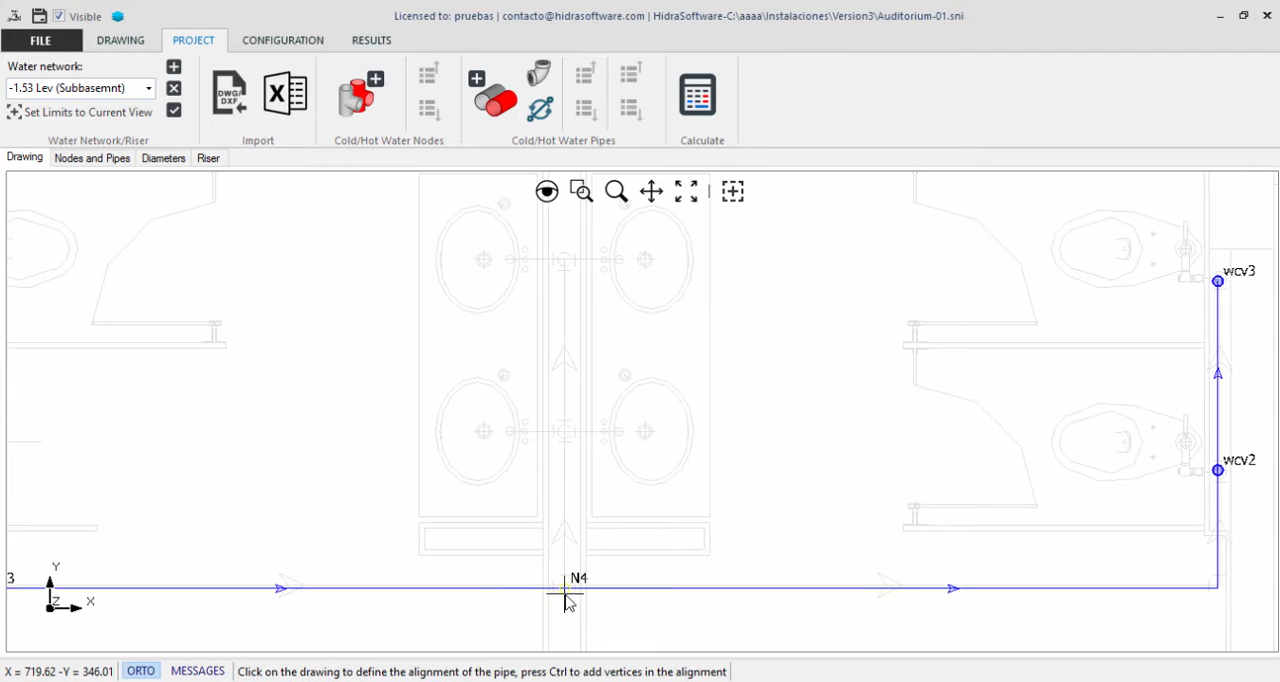 Visible
Licensed to: pruebas | contacto@hidrasoftware.com | HidraSoftware-C:\aaaa\Instalaciones\Version3\Auditorium-01.sni
FILE DRAWING PROJECT CONFIGURATION RESULTS
Water network:
-1.53 Lev (Subbasemnt)
Set Limits to Current View
DWG/
DXF
X
Water Network/Riser Import Cold/Hot Water Nodes Cold/Hot Water Pipes Calculate
Drawing Nodes and Pipes Diameters Riser
wcv3
wcv2
Y
3
N4
Z X
X = 719.62 -Y = 346.01 ORTO MESSAGES Click on the drawing to define the alignment of the pipe, press Ctrl to add vertices in the alignment